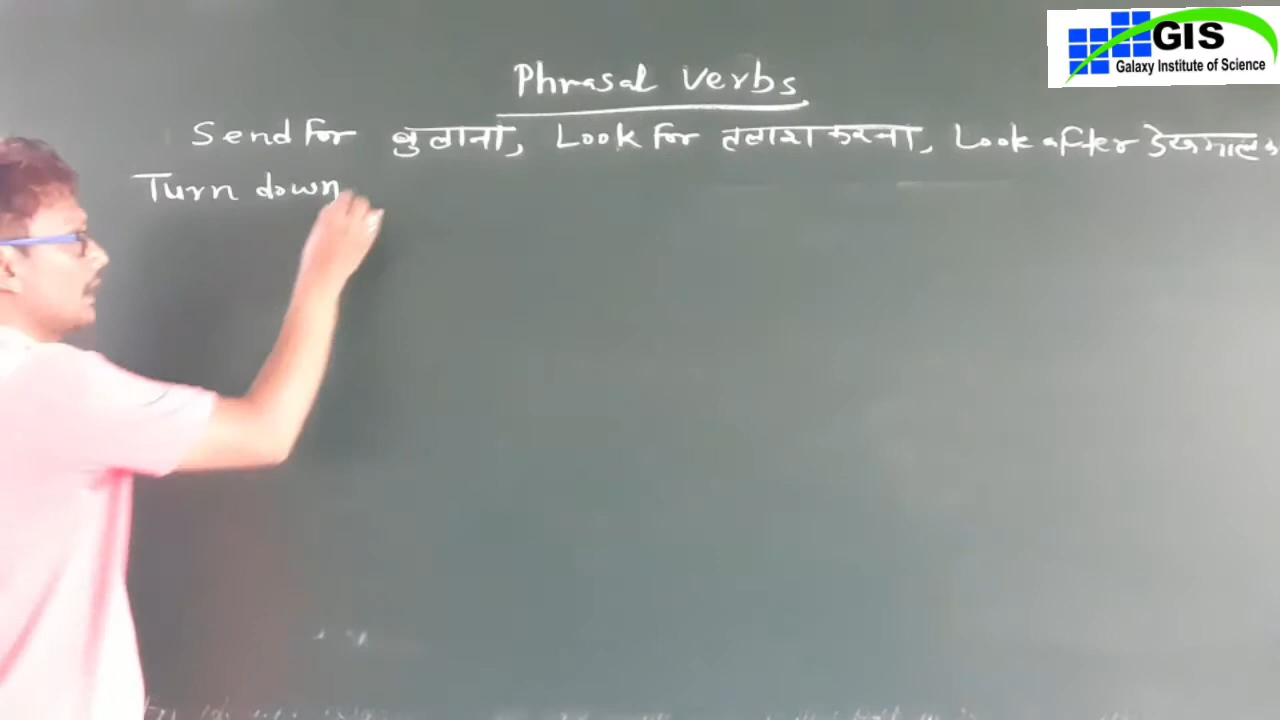 GIS
Galaxy Institute of Science
Phrasal Verbs
Send for बुलाना, Look for तलाश करना, Look after देखभाल क
Turn down